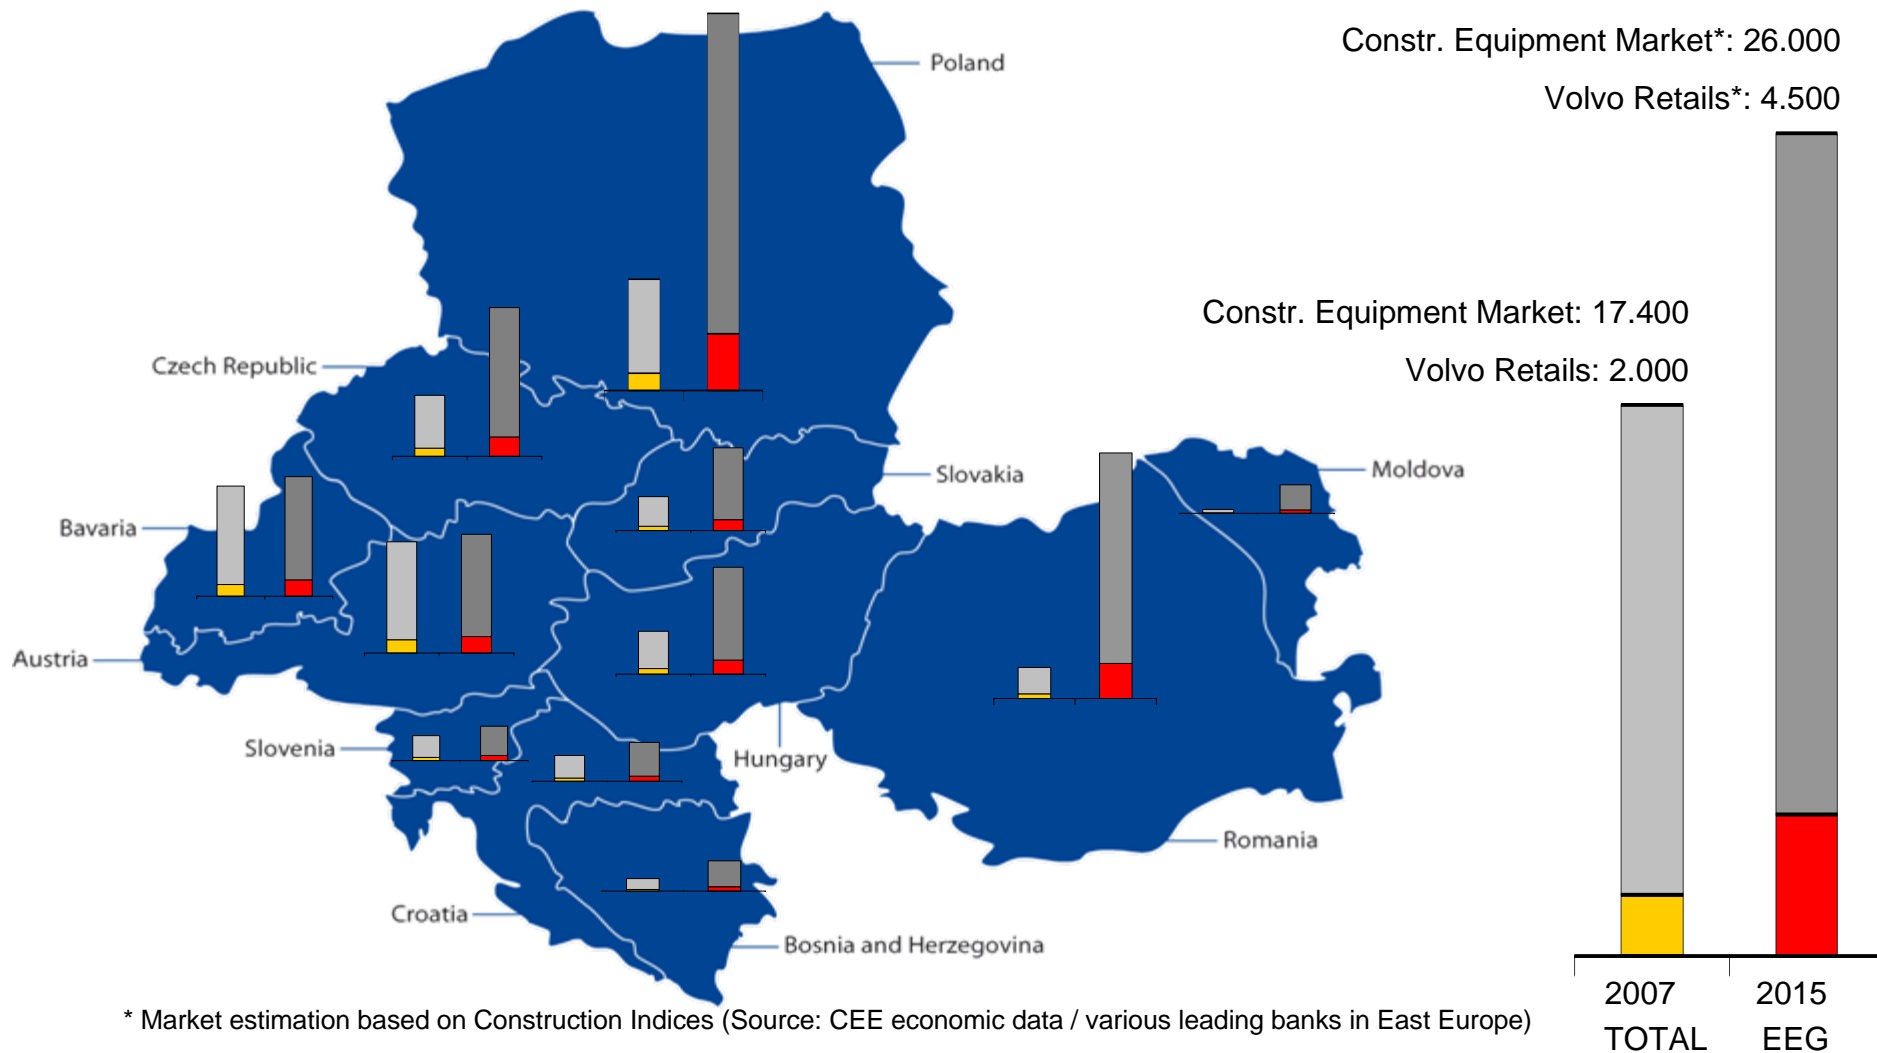 Constr. Equipment Market*: 26.000
Poland
Volvo Retails*: 4.500
Constr. Equipment Market: 17.400
Czech Republic
Volvo Retails: 2.000
Slovakia
Moldova
Bavaria
Austria
Slovenia
Hungary
Romania
Croatia
Bosnia and Herzegovina
2007 2015
* Market estimation based on Construction Indices (Source: CEE economic data / various leading banks in East Europe)
TOTAL EEG